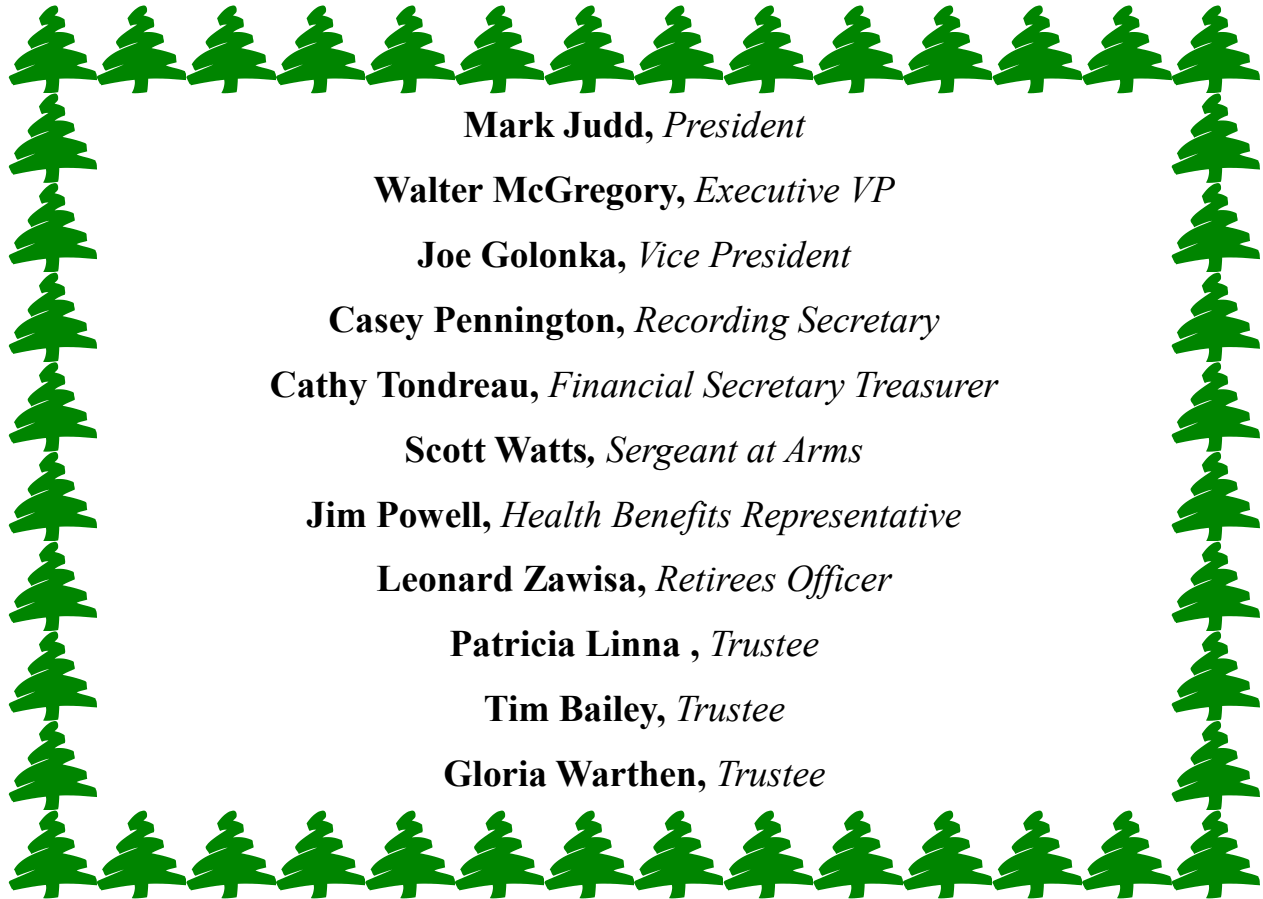 Mark Judd, President
Walter McGregory, Executive VP
Joe Golonka, Vice President
Casey Pennington, Recording Secretary
Cathy Tondreau, Financial Secretary Treasurer
Scott Watts, Sergeant at Arms
Jim Powell, Health Benefits Representative
Leonard Zawisa, Retirees Officer
Patricia Linna , Trustee
Tim Bailey, Trustee
Gloria Warthen, Trustee